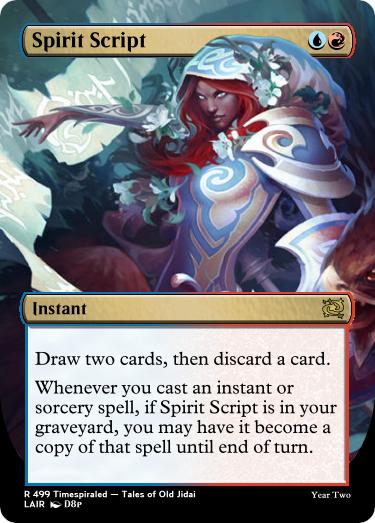 Spirit Script
Instant
Draw two cards, then discard a card.
Whenever you cast an instant or
sorcery spell, if Spirit Script is in your
graveyard, you may have it become a
copy of that spell until end of turn.
R 499 Timespiraled — Tales of Old Jidai
LAIR D8P Year Two